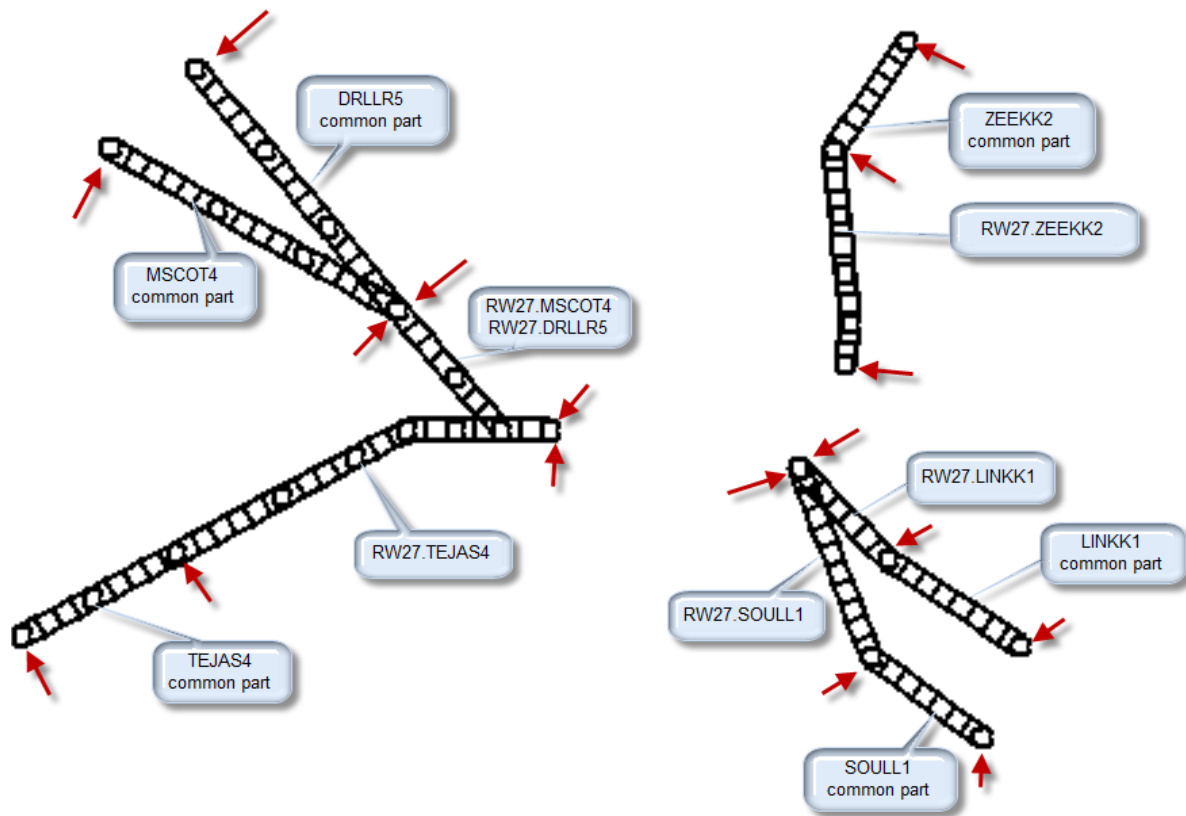 DRLLR5
common part
ZEEKK2
common part
RW27.ZEEKK2
MSCOT4
common part
RW27.MSCOT4
RW27.DRLLR5
RW27.LINKK1
RW27.TEJAS4
LINKK1
common part
RW27.SOULL1
TEJAS4
common part
SOULL1
common part